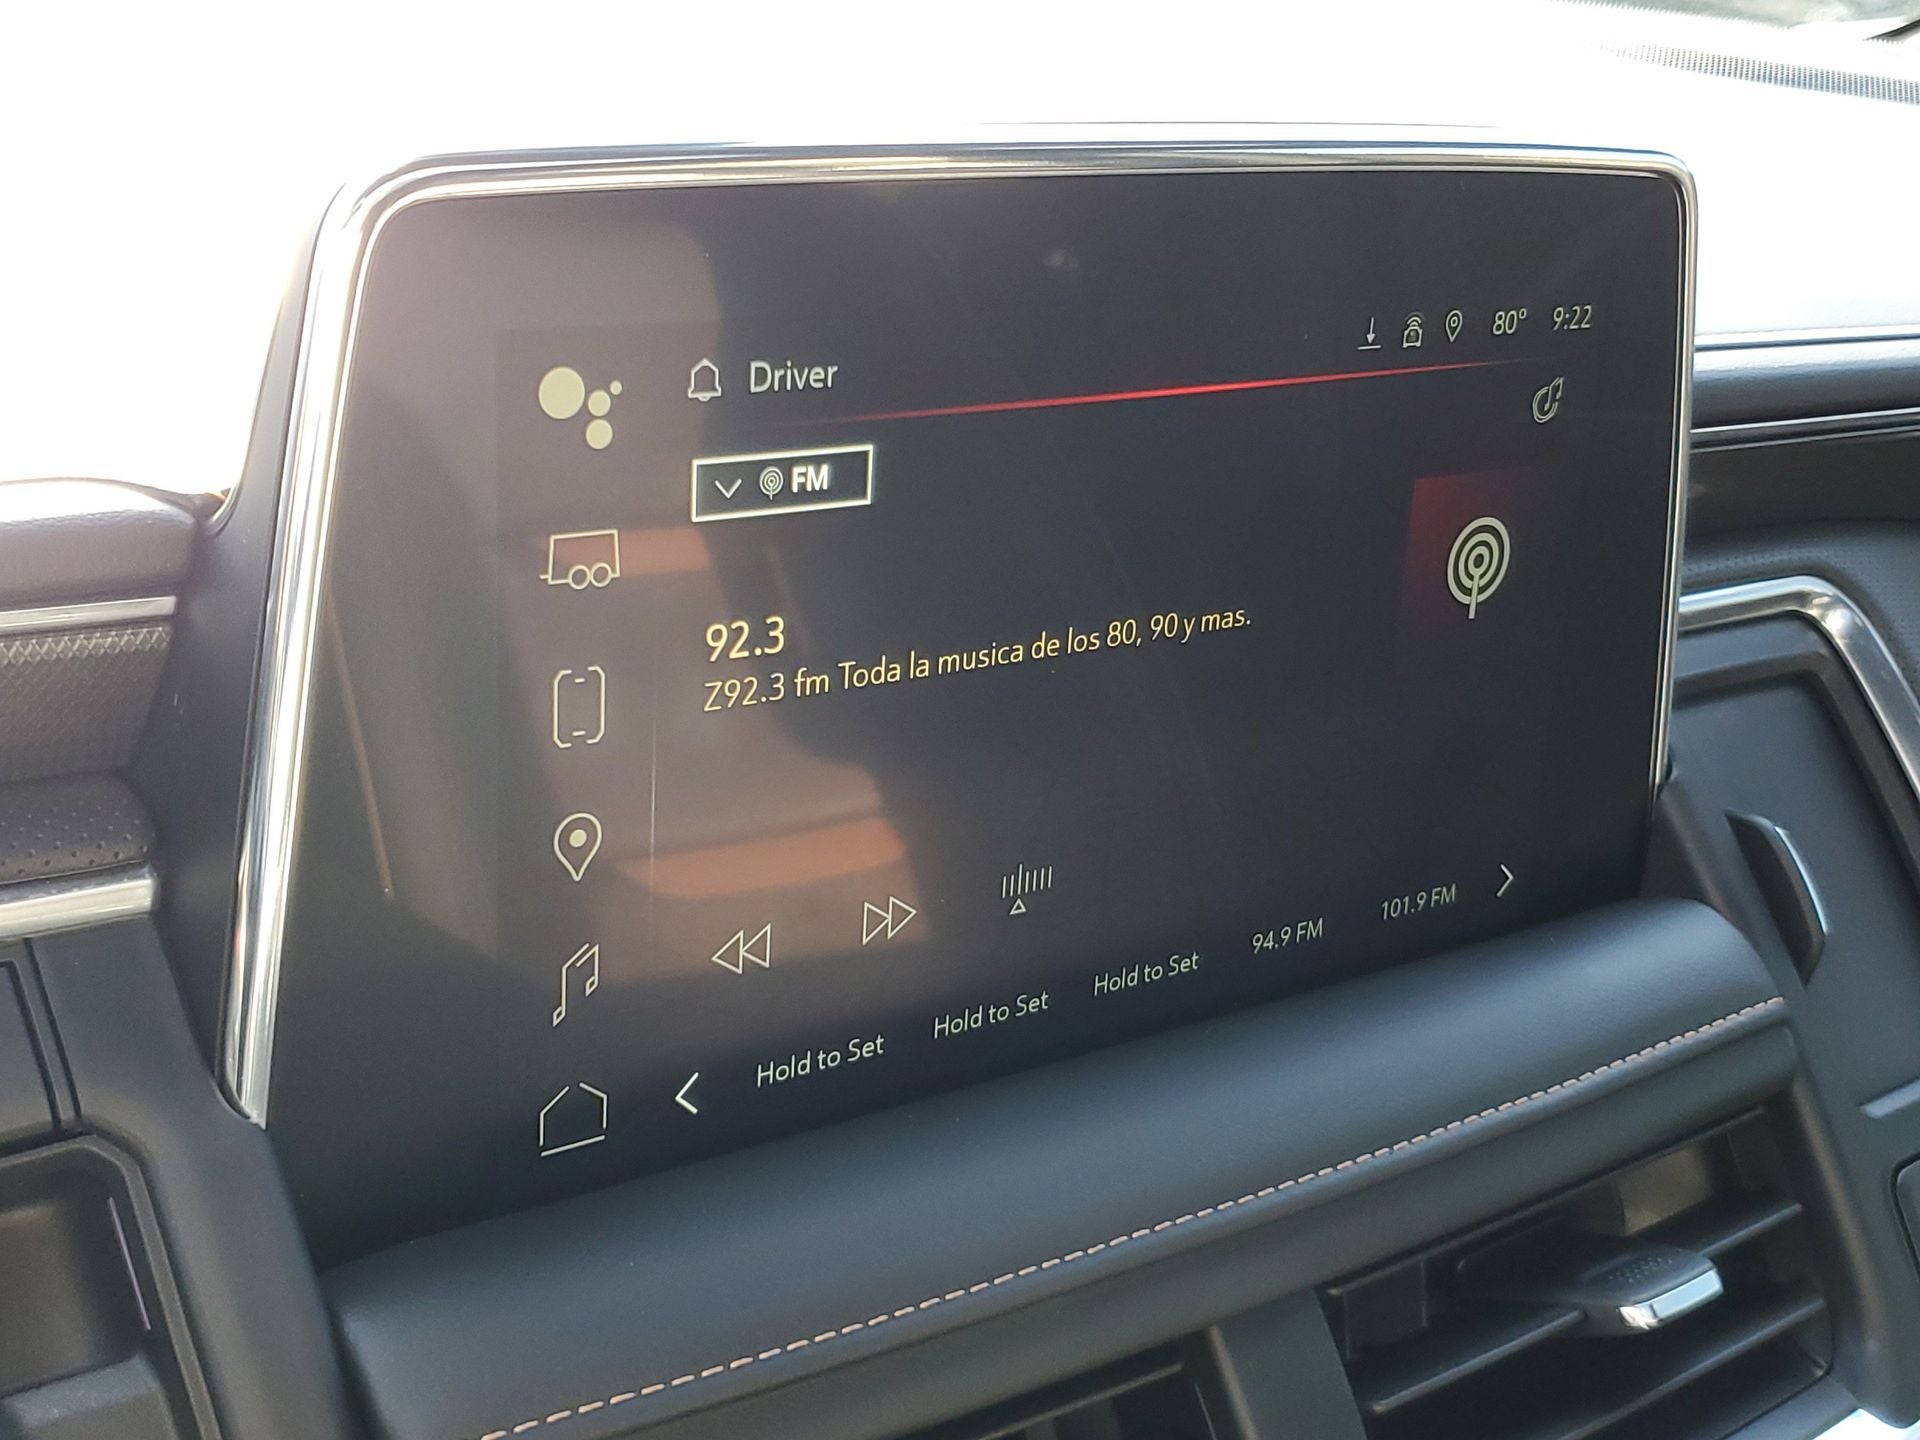 80° 9:22
Driver
FM
92.3
Z92.3 fm Toda la musica de los 80, 90 y mas.
Hold to Set Hold to Set Hold to Set 94.9 FM 101.9 FM